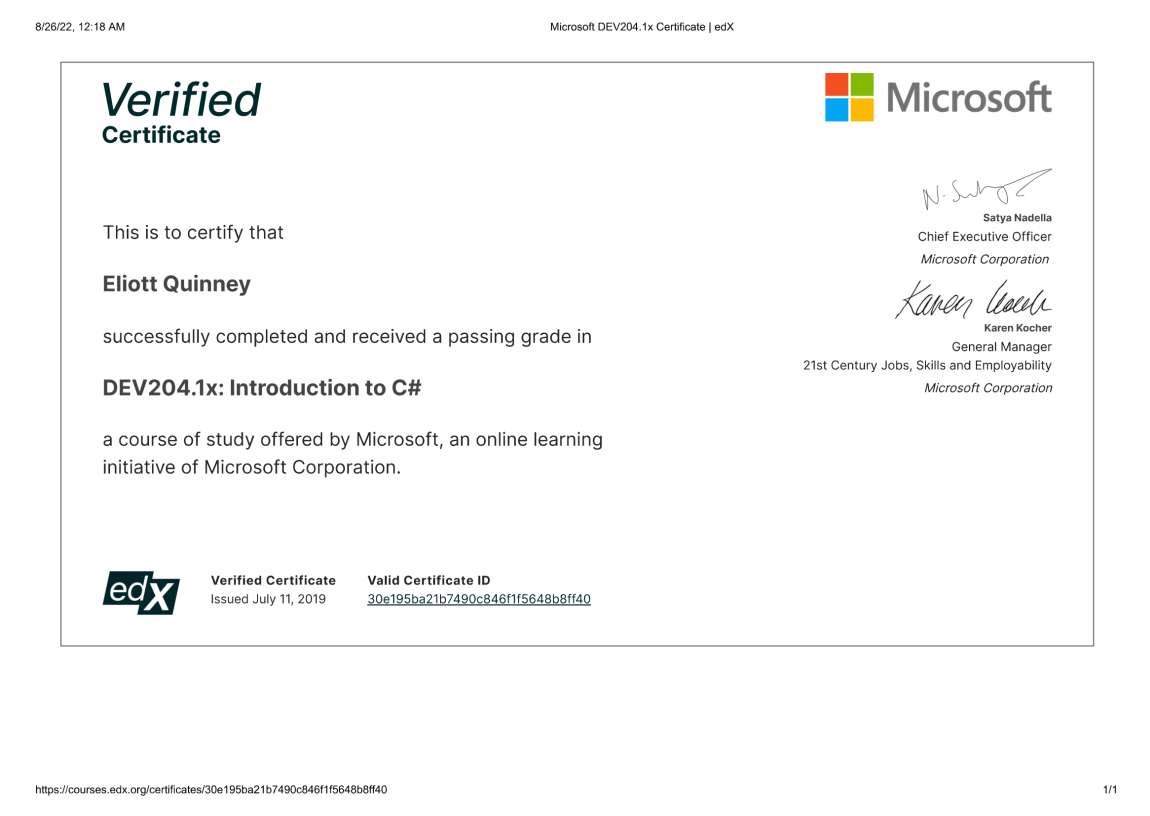 8/26/22, 12:18 AM
Microsoft DEV204.1x Certificate | edX
Verified
Certificate
Microsoft
This is to certify that
Eliott Quinney
successfully completed and received a passing grade in
DEV204.1x: Introduction to C#
a course of study offered by Microsoft, an online learning
initiative of Microsoft Corporation.
Satya Nadella
Chief Executive Officer
Microsoft Corporation
Karen Kocher
General Manager
21st Century Jobs, Skills and Employability
Microsoft Corporation
edX
Verified Certificate
Issued July 11, 2019
Valid Certificate ID
30e195ba21b7490c846f1f5648b8ff40
https://courses.edx.org/certificates/30e195ba21b7490c846f1f5648b8ff40
1/1